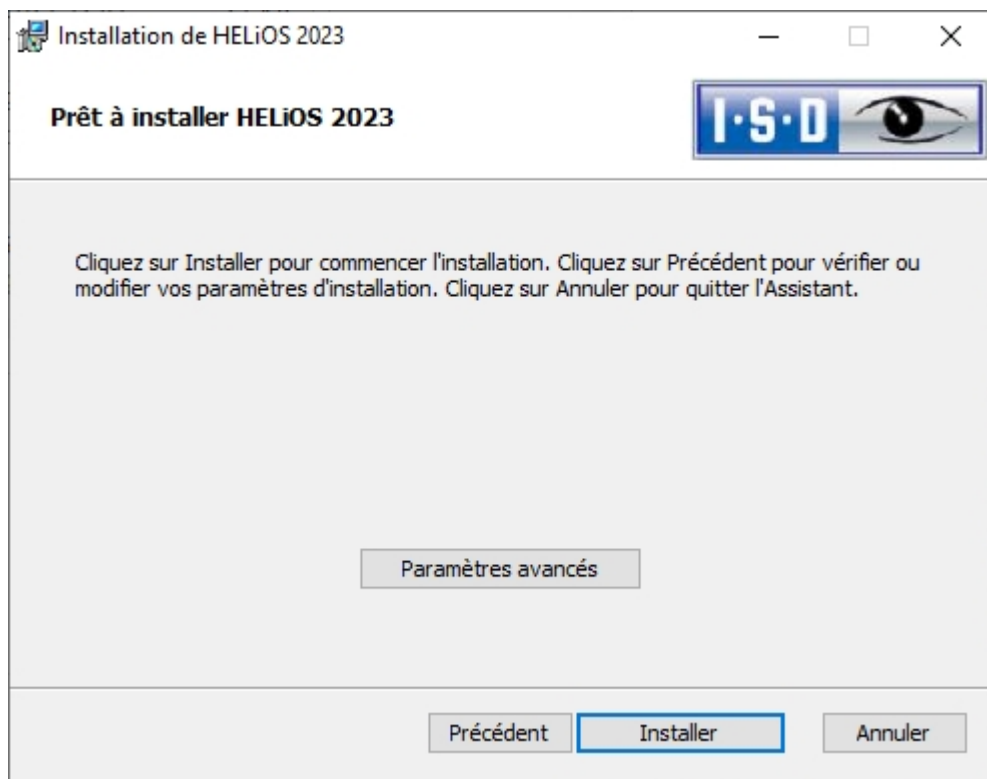 Installation de HELiOS 2023
Prêt à installer HELiOS 2023
I·S·D
Cliquez sur Installer pour commencer l'installation. Cliquez sur Précédent pour vérifier ou
modifier vos paramètres d'installation. Cliquez sur Annuler pour quitter l'Assistant.
Paramètres avancés
Précédent
Installer
Annuler